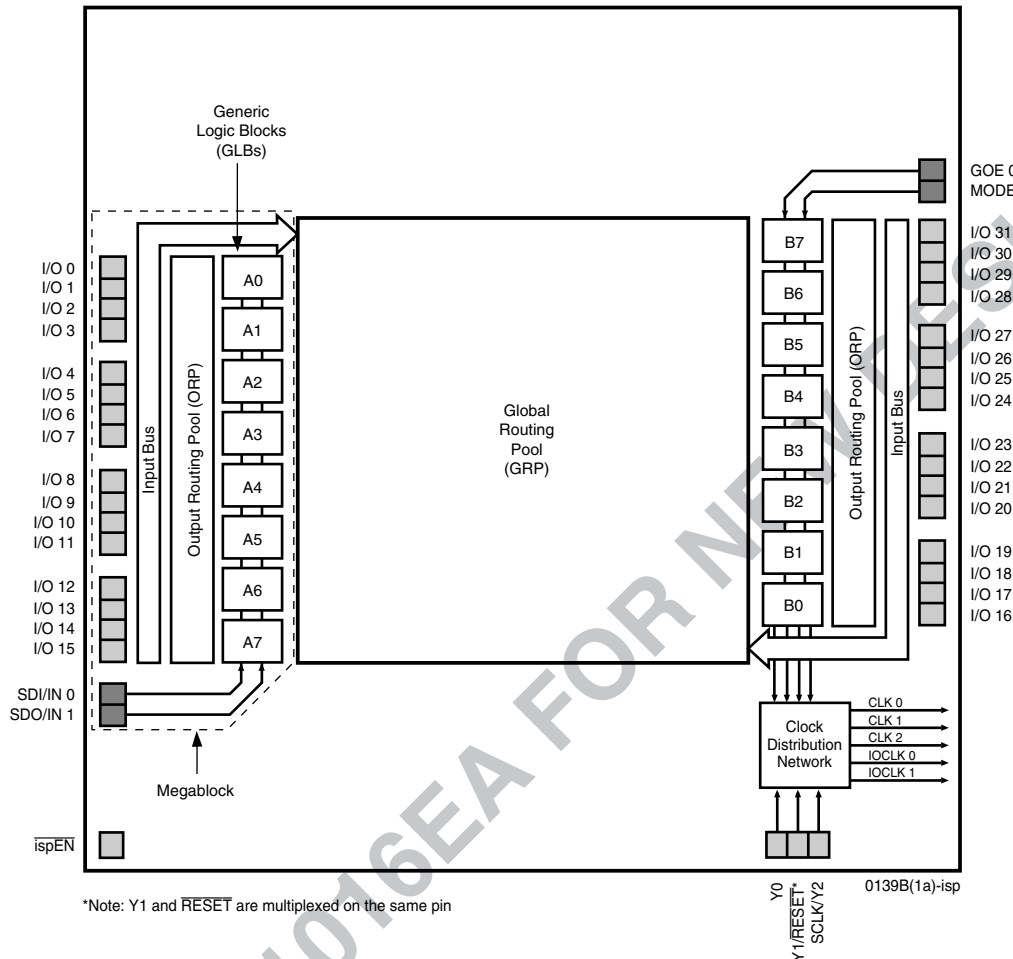 Generic
Logic Blocks
(GLBs)
GOE 0
MODE
I/O 0
I/O 1
I/O 2
I/O 3
I/O 4
I/O 5
I/O 6
I/O 7
I/O 8
I/O 9
I/O 10
I/O 11
I/O 12
I/O 13
I/O 14
I/O 15
SDI/IN 0
SDO/IN 1
Input Bus
Output Routing Pool (ORP)
A0
A1
A2
A3
A4
A5
A6
A7
Global
Routing
Pool
(GRP)
B7
B6
B5
B4
B3
B2
B1
B0
Output Routing Pool (ORP)
Input Bus
I/O 31
I/O 30
I/O 29
I/O 28
I/O 27
I/O 26
I/O 25
I/O 24
I/O 23
I/O 22
I/O 21
I/O 20
I/O 19
I/O 18
I/O 17
I/O 16
Clock
Distribution
Network
CLK 0
CLK 1
CLK 2
IOCLK 0
IOCLK 1
Megablock
ispEN
Y0
Y1/RESET*
SCLK/Y2
0139B(1a)-isp
*Note: Y1 and RESET are multiplexed on the same pin
1016EA FOR NEW DESI